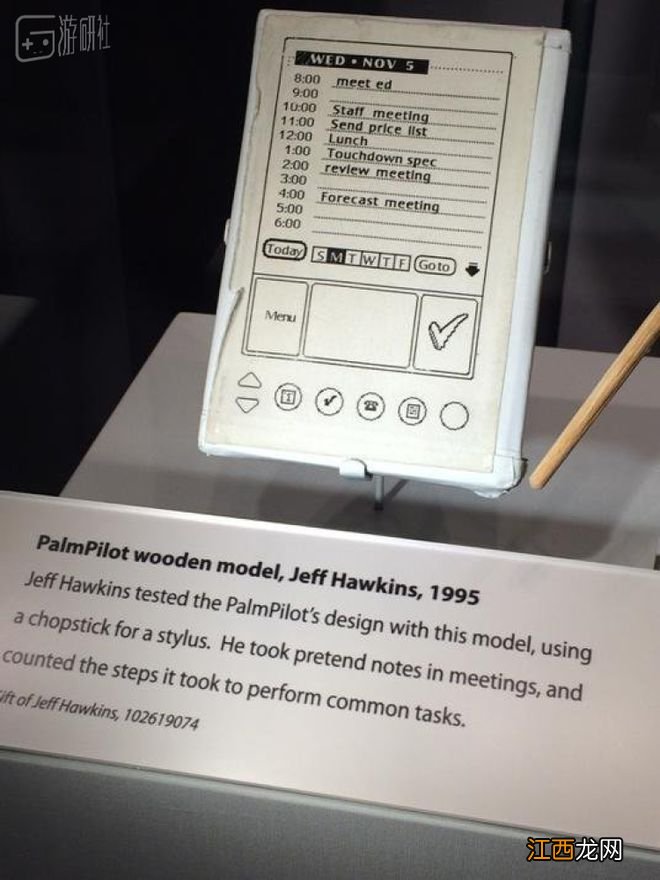 游研社
WED • NOV 5
8:00 meet ed
9:00
10:00 Staff meeting
11:00 Send price list
12:00 Lunch
1:00 Touchdown spec
2:00 review meeting
3:00
4:00 Forecast meeting
5:00
6:00
Today S M T W T F Go to
Menu
PalmPilot wooden model, Jeff Hawkins, 1995
Jeff Hawkins tested the PalmPilot's design with this model, using
a chopstick for a stylus. He took pretend notes in meetings, and
counted the steps it took to perform common tasks.
ift of Jeff Hawkins, 102619074
江西龙网